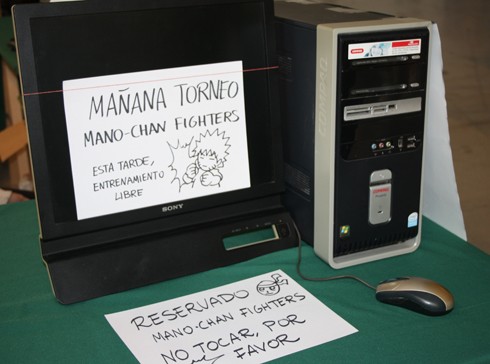 MAÑANA TORNEO
MANO-CHAN FIGHTERS
ESTA TARDE,
ENTRENAMIENTO
LIBRE
SONY
RESERVADO
MANO-CHAN FIGHTERS
NO TOCAR, POR
FAVOR